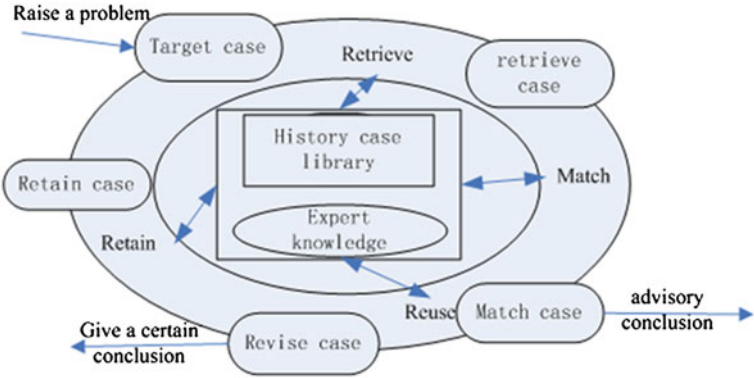 Raise a problem
Target case
Retrieve
retrieve
case
History case
library
Retain case
Match
Expert
knowledge
Retain
Reuse
Match case
advisory
conclusion
Give a certain
conclusion
Revise case